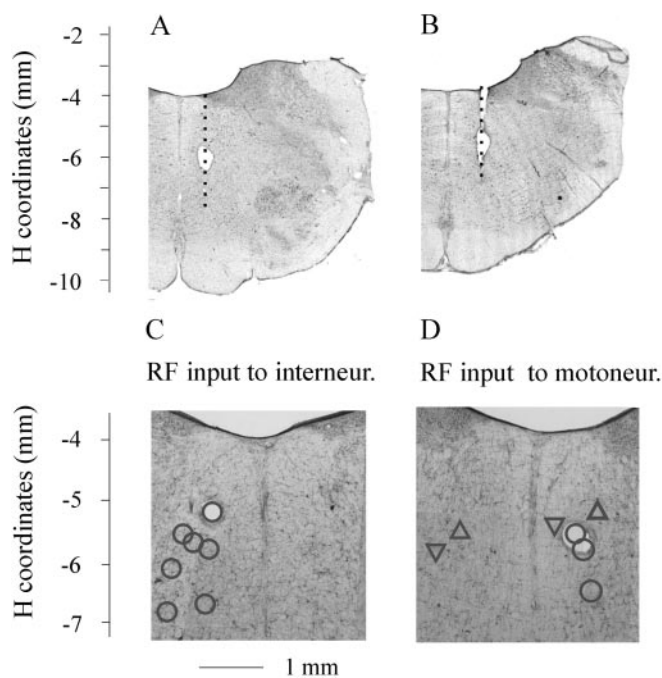 A
B
H coordinates (mm)
-2
-4
-6
-8
-10
C
D
RF input to interneur.
RF input to motoneur.
H coordinates (mm)
-4
-5
-6
-7
1 mm